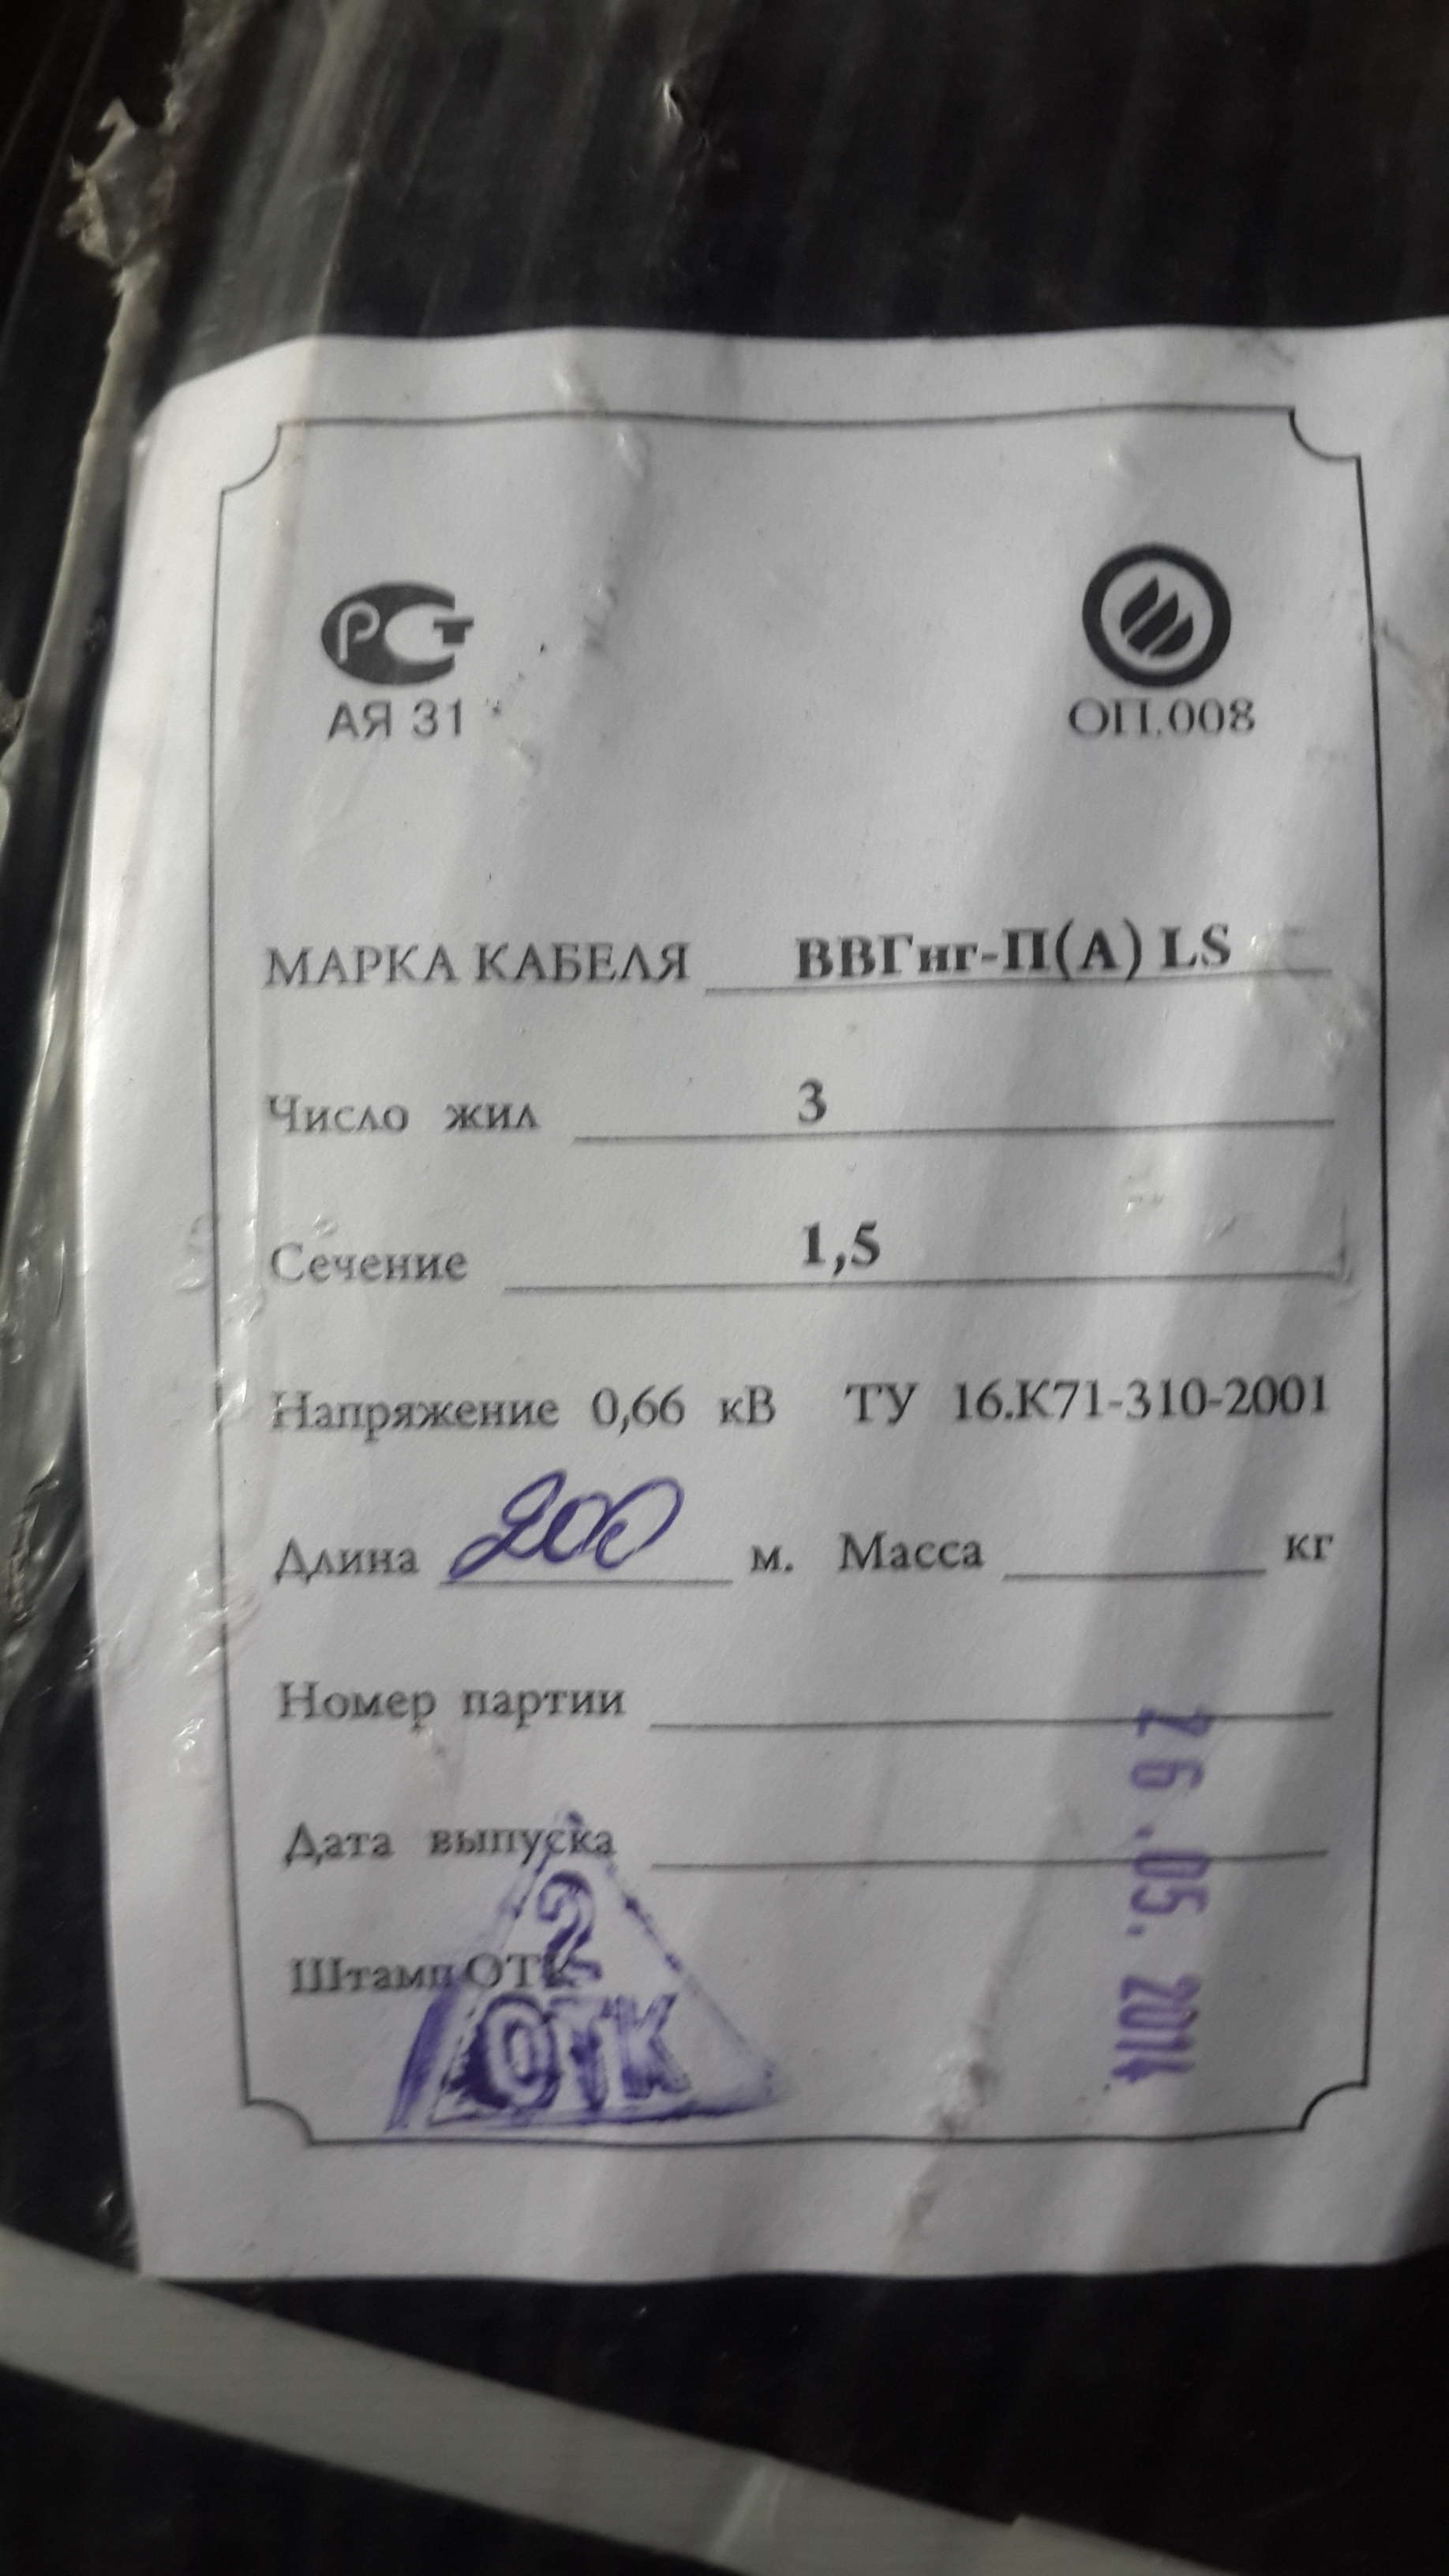 РСТ
АЯ 31
ОП.008
МАРКА КАБЕЛЯ ВВГнг-П(А) LS
Число жил 3
Сечение 1,5
Напряжение 0,66 кВ ТУ 16.К71-310-2001
Длина 200 м. Масса кг
Номер партии
Дата выпуска
26.05.2014
Штамп ОТК
2
ОТК